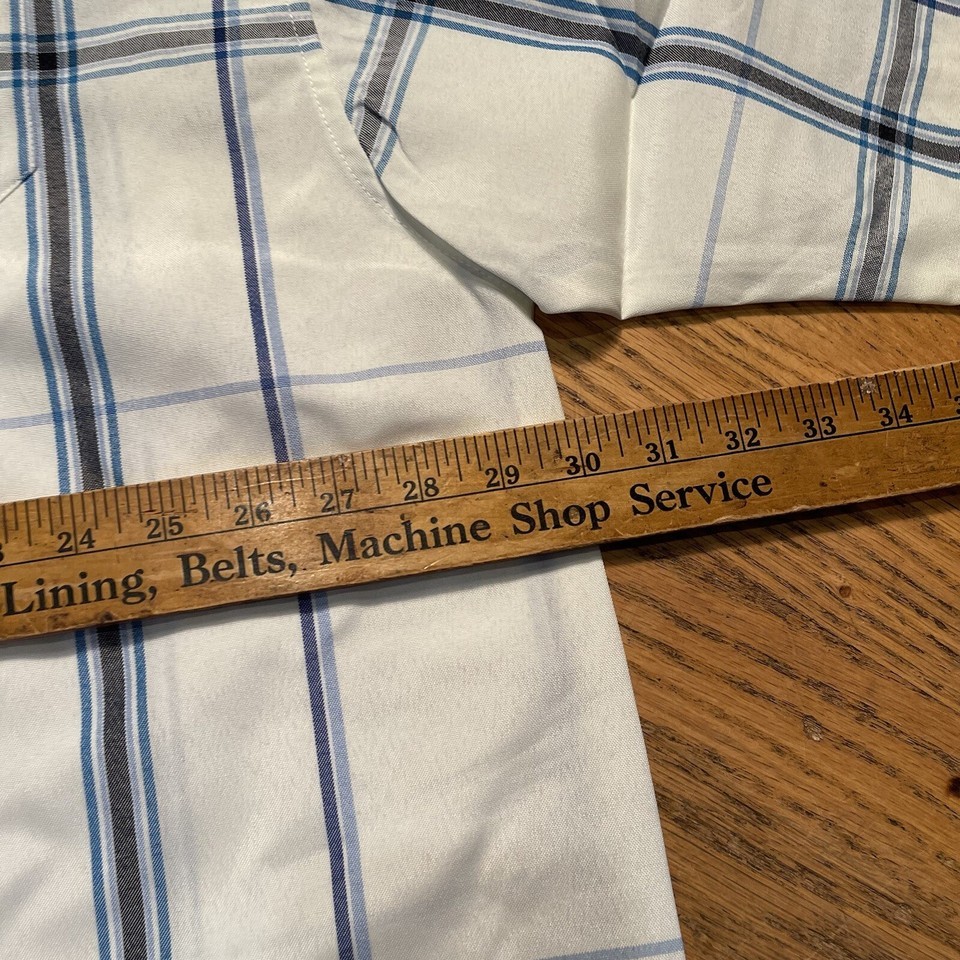 24 25 26 27 28 29 30 31 32 33 34
Lining, Belts, Machine Shop Service